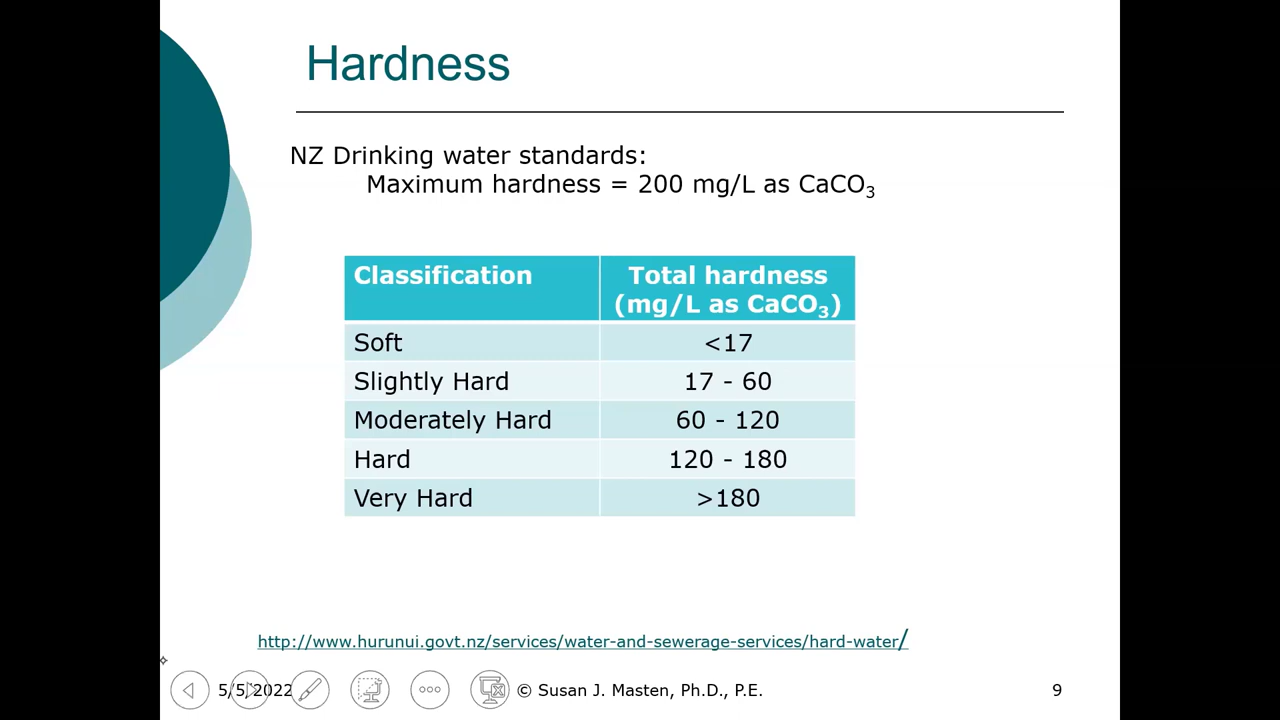 Hardness
NZ Drinking water standards:
Maximum hardness = 200 mg/L as CaCO₃
Classification
Total hardness
(mg/L as CaCO₃)
Soft <17
Slightly Hard 17 - 60
Moderately Hard 60 - 120
Hard 120 - 180
Very Hard >180
http://www.hurunui.govt.nz/services/water-and-sewerage-services/hard-water/
5/5/2022 © Susan J. Masten, Ph.D., P.E. 9